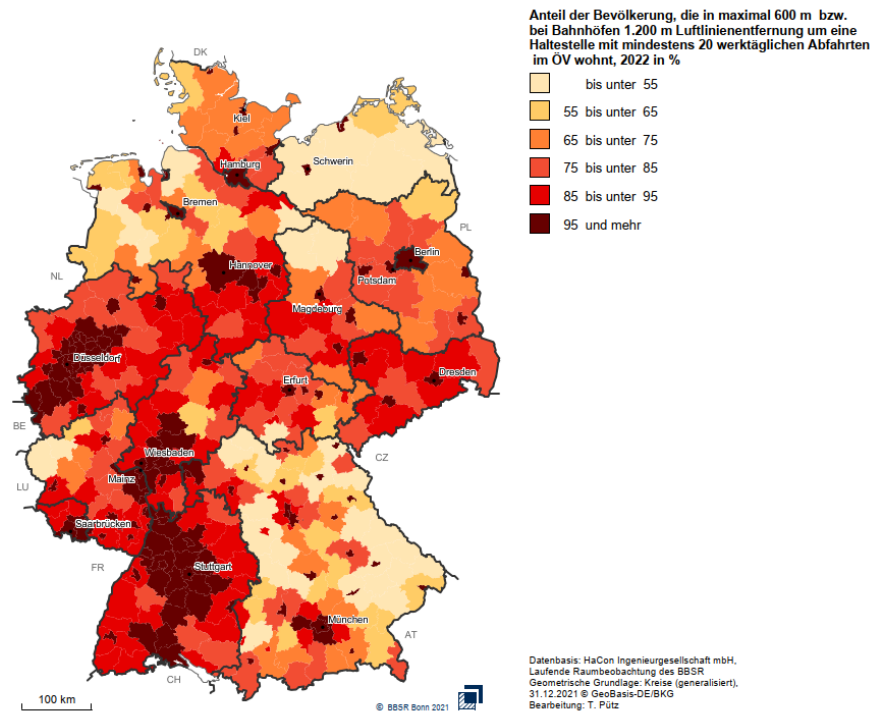 Anteil der Bevölkerung, die in maximal 600 m bzw.
bei Bahnhöfen 1.200 m Luftlinienentfernung um eine
Haltestelle mit mindestens 20 werktäglichen Abfahrten
im ÖV wohnt, 2022 in %
bis unter 55
55 bis unter 65
65 bis unter 75
75 bis unter 85
85 bis unter 95
95 und mehr
DK
Kiel
Hamburg
Schwerin
Bremen
PL
Berlin
Hannover
NL
Potsdam
Magdeburg
Düsseldorf
Dresden
Erfurt
BE
Wiesbaden
CZ
Mainz
LU
Saarbrücken
FR
Stuttgart
München
AT
CH
100 km
© BBSR Bonn 2021
Datenbasis: HaCon Ingenieurgesellschaft mbH,
Laufende Raumbeobachtung des BBSR
Geometrische Grundlage: Kreise (generalisiert),
31.12.2021 © GeoBasis-DE/BKG
Bearbeitung: T. Pütz